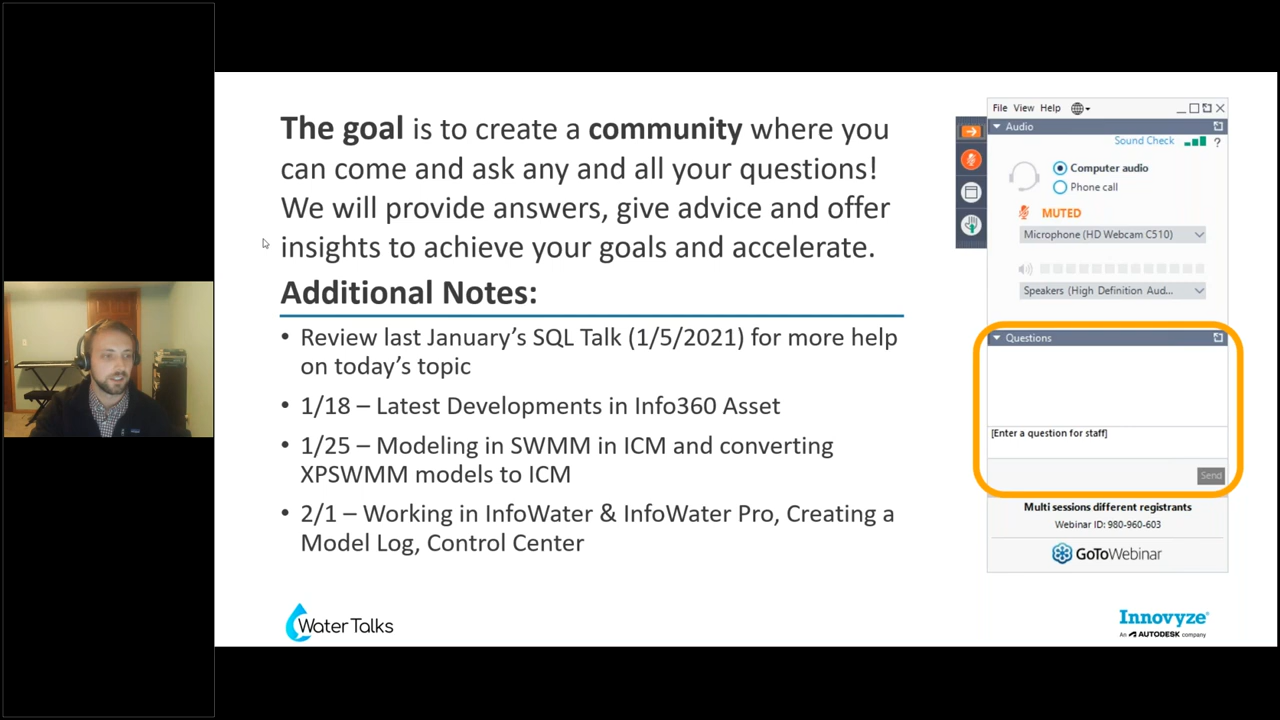 The goal is to create a community where you
can come and ask any and all your questions!
We will provide answers, give advice and offer
insights to achieve your goals and accelerate.
Additional Notes:
• Review last January’s SQL Talk (1/5/2021) for more help
on today’s topic
• 1/18 – Latest Developments in Info360 Asset
• 1/25 – Modeling in SWMM in ICM and converting
XPSWMM models to ICM
• 2/1 – Working in InfoWater & InfoWater Pro, Creating a
Model Log, Control Center
Water Talks
File View Help
Audio
Sound Check ?
Computer audio
Phone call
MUTED
Microphone (HD Webcam C510)
Speakers (High Definition Aud...
Questions
[Enter a question for staff]
Send
Multi sessions different registrants
Webinar ID: 980-960-603
GoToWebinar
Innovyze®
An AUTODESK company